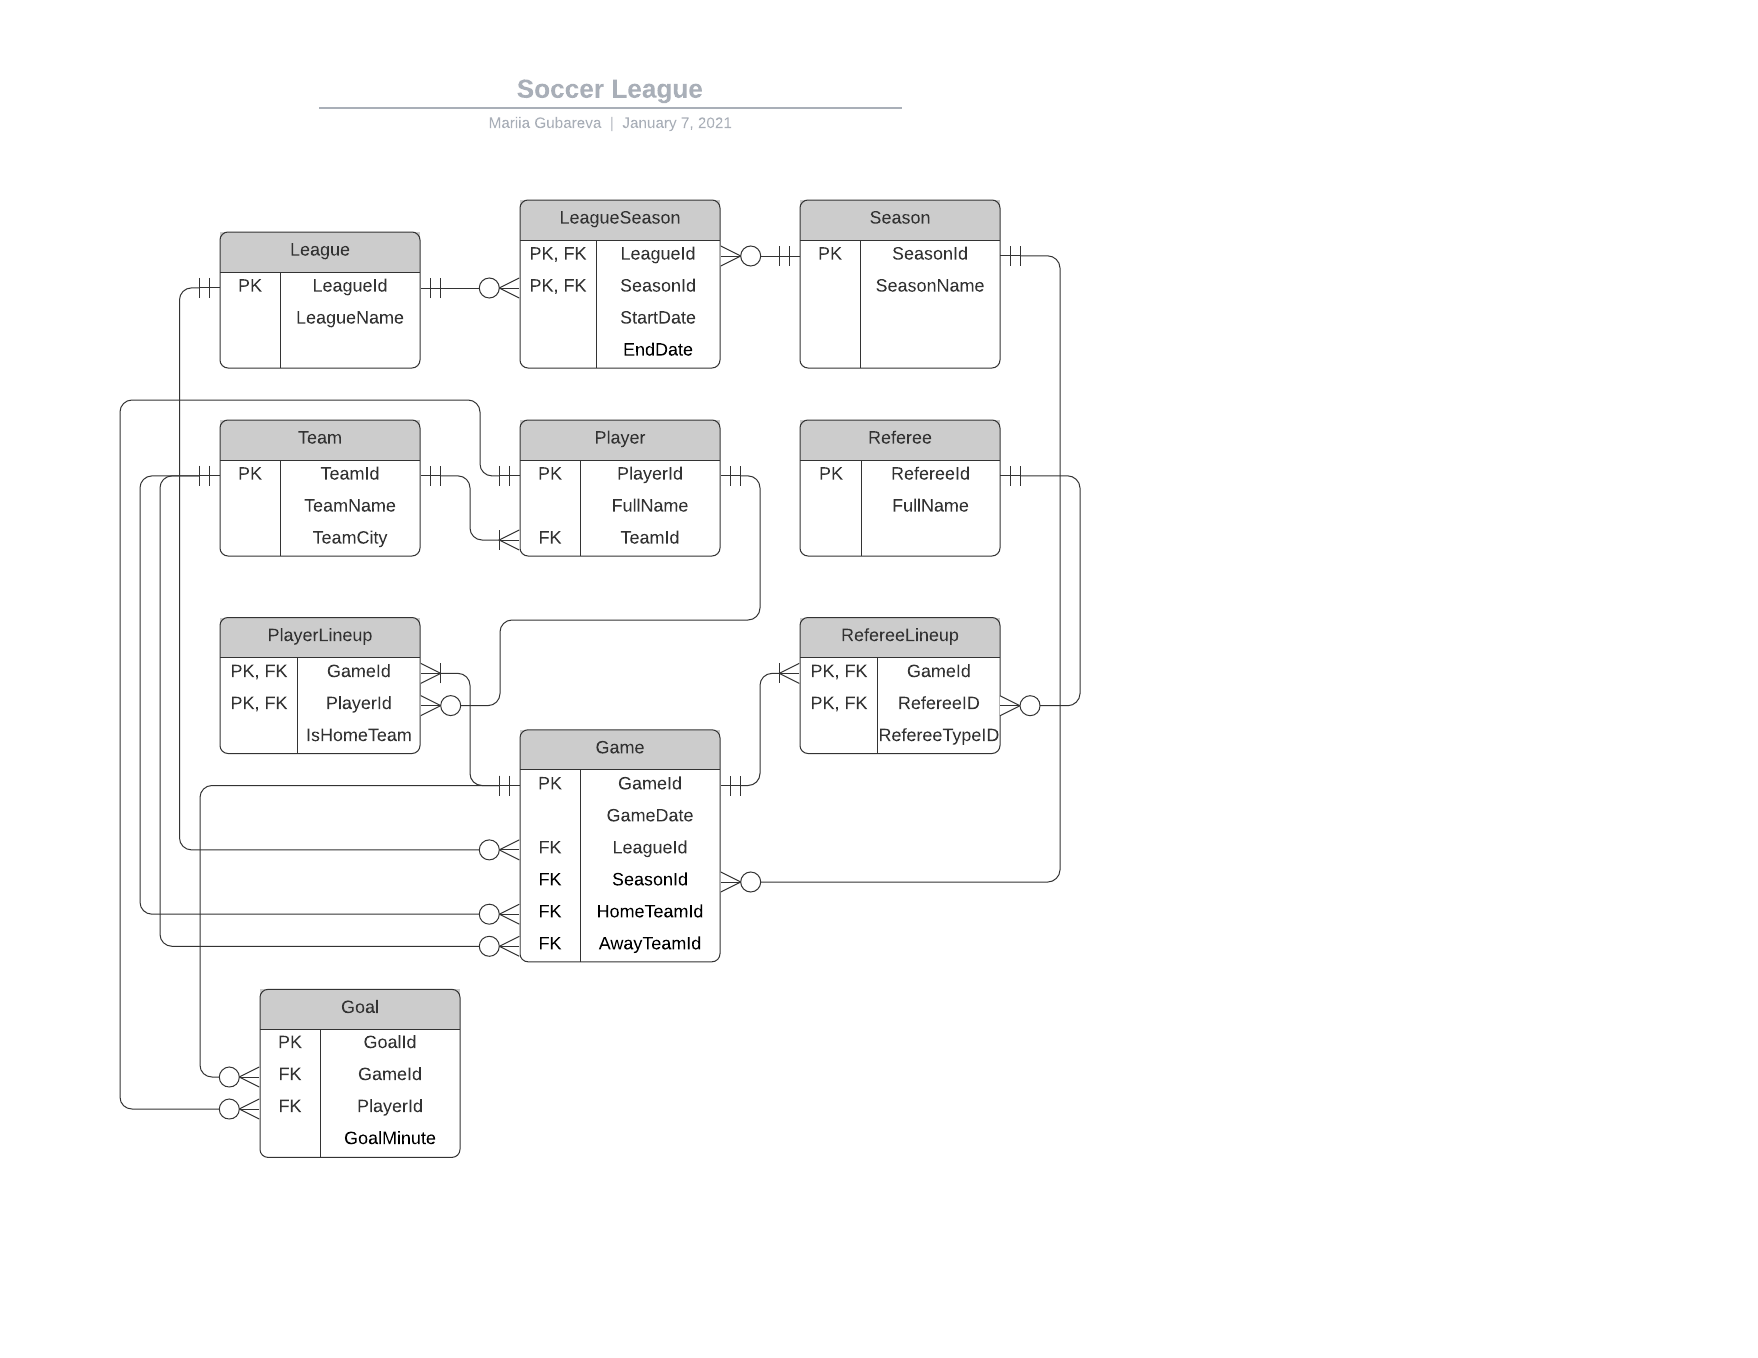 Soccer League
Mariia Gubareva | January 7, 2021
League
PK LeagueId
LeagueName
LeagueSeason
PK, FK LeagueId
PK, FK SeasonId
StartDate
EndDate
Season
PK SeasonId
SeasonName
Team
PK TeamId
TeamName
TeamCity
Player
PK PlayerId
FullName
FK TeamId
Referee
PK RefereeId
FullName
PlayerLineup
PK, FK GameId
PK, FK PlayerId
IsHomeTeam
Game
PK GameId
GameDate
FK LeagueId
FK SeasonId
FK HomeTeamId
FK AwayTeamId
RefereeLineup
PK, FK GameId
PK, FK RefereeID
RefereeTypeID
Goal
PK GoalId
FK GameId
FK PlayerId
GoalMinute